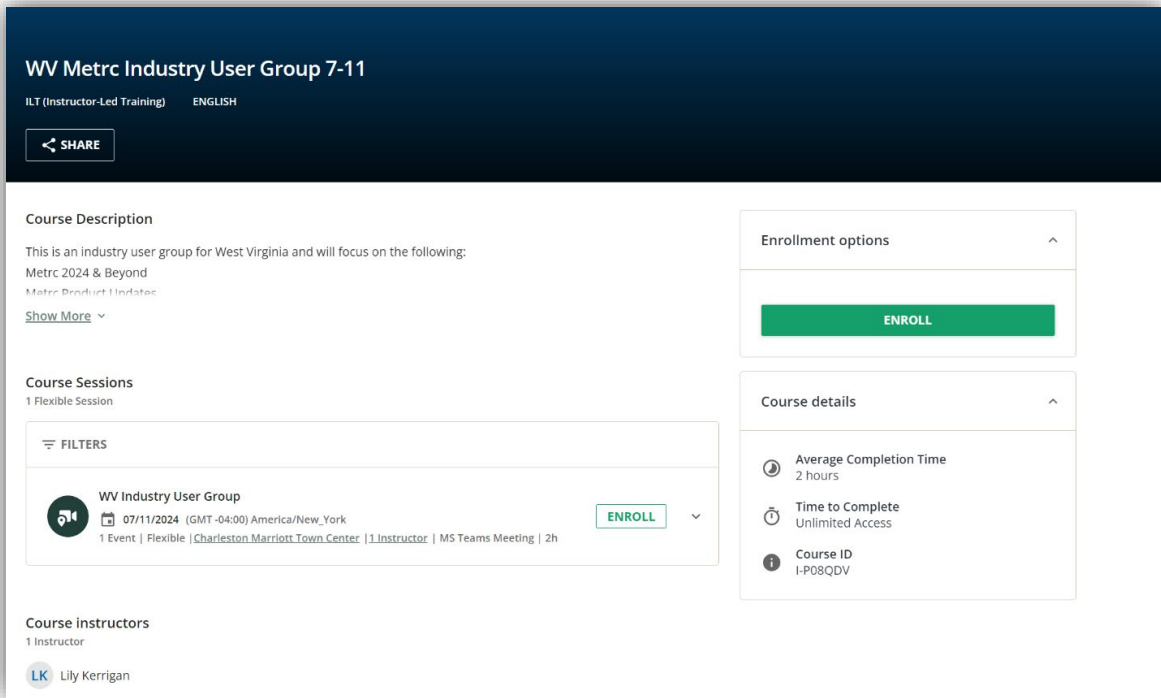 WV Metrc Industry User Group 7-11
ILT (Instructor-Led Training) ENGLISH
SHARE
Course Description
This is an industry user group for West Virginia and will focus on the following:
Metrc 2024 & Beyond
Metrc Product Updates
Show More
Course Sessions
1 Flexible Session
FILTERS
WV Industry User Group
07/11/2024 (GMT -04:00) America/New_York
ENROLL
1 Event | Flexible | Charleston Marriott Town Center | 1 Instructor | MS Teams Meeting | 2h
Course instructors
1 Instructor
LK Lily Kerrigan
Enrollment options
ENROLL
Course details
Average Completion Time
2 hours
Time to Complete
Unlimited Access
Course ID
I-P08QDV